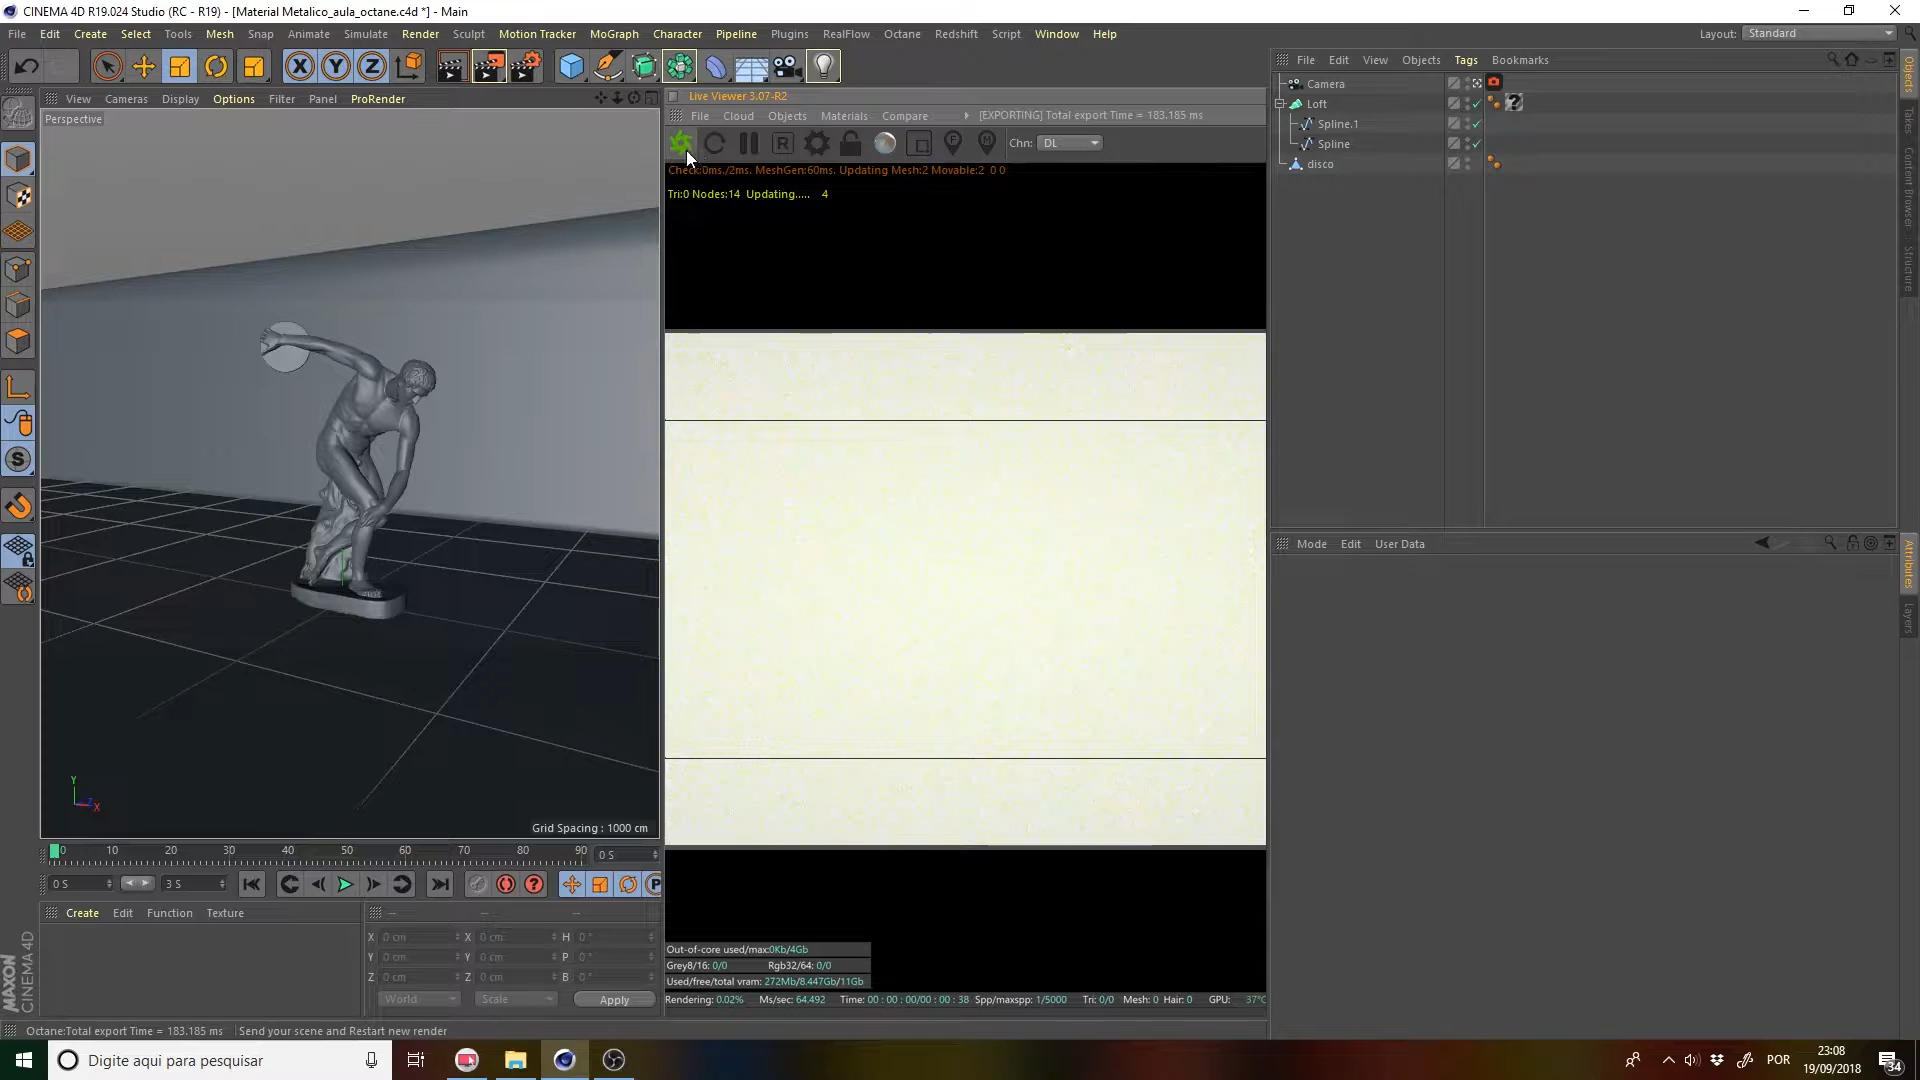 CINEMA 4D R19.024 Studio (RC - R19) - [Material Metalico_aula_octane.c4d *] - Main
File Edit Create Select Tools Mesh Snap Animate Simulate Render Sculpt Motion Tracker MoGraph Character Pipeline Plugins RealFlow Octane Redshift Script Window Help
Layout: Standard
View Cameras Display Options Filter Panel ProRender
Perspective
Live Viewer 3.07-R2
File Cloud Objects Materials Compare [EXPORTING] Total export Time = 183.185 ms
Chn: DL
Check:0ms./2ms. MeshGen:60ms. Updating Mesh:2 Movable:2 0 0
Tri:0 Nodes:14 Updating..... 4
File Edit View Objects Tags Bookmarks
Camera
Loft
Spline.1
Spline
disco
Objects
Takes
Content Browser
Structure
Mode Edit User Data
Attributes
Layers
Y
Z
X
Grid Spacing : 1000 cm
0 10 20 30 40 50 60 70 80 90
0 S
0 S 3 S
Create Edit Function Texture
-- -- --
X 0 cm X 0 cm H 0 °
Y 0 cm Y 0 cm P 0 °
Z 0 cm Z 0 cm B 0 °
World Scale Apply
MAXON CINEMA 4D
Out-of-core used/max:0Kb/4Gb
Grey8/16: 0/0 Rgb32/64: 0/0
Used/free/total vram: 272Mb/8.447Gb/11Gb
Rendering: 0.02% Ms/sec: 64.492 Time: 00 : 00 : 00/00 : 00 : 38 Spp/maxspp: 1/5000 Tri: 0/0 Mesh: 0 Hair: 0 GPU: 37°C
Octane:Total export Time = 183.185 ms Send your scene and Restart new render
Digite aqui para pesquisar
POR
23:08
19/09/2018
34